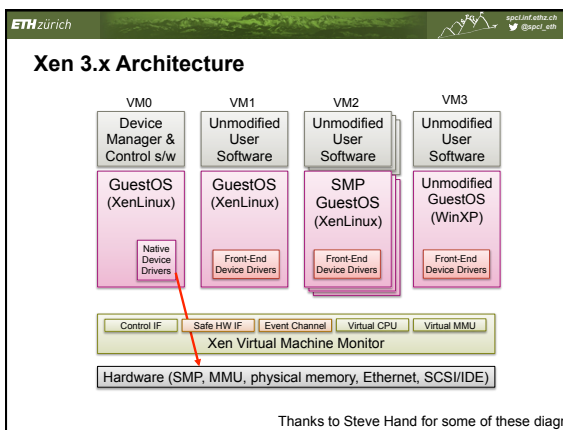 ETH zürich
spcl.inf.ethz.ch
@spcl_eth
Xen 3.x Architecture
VM0
VM1
VM2
VM3
Device
Manager &
Control s/w
Unmodified
User
Software
Unmodified
User
Software
Unmodified
User
Software
GuestOS
(XenLinux)
Native
Device
Drivers
GuestOS
(XenLinux)
Front-End
Device Drivers
SMP
GuestOS
(XenLinux)
Front-End
Device Drivers
Unmodified
GuestOS
(WinXP)
Front-End
Device Drivers
Control IF
Safe HW IF
Event Channel
Virtual CPU
Virtual MMU
Xen Virtual Machine Monitor
Hardware (SMP, MMU, physical memory, Ethernet, SCSI/IDE)
Thanks to Steve Hand for some of these diagr